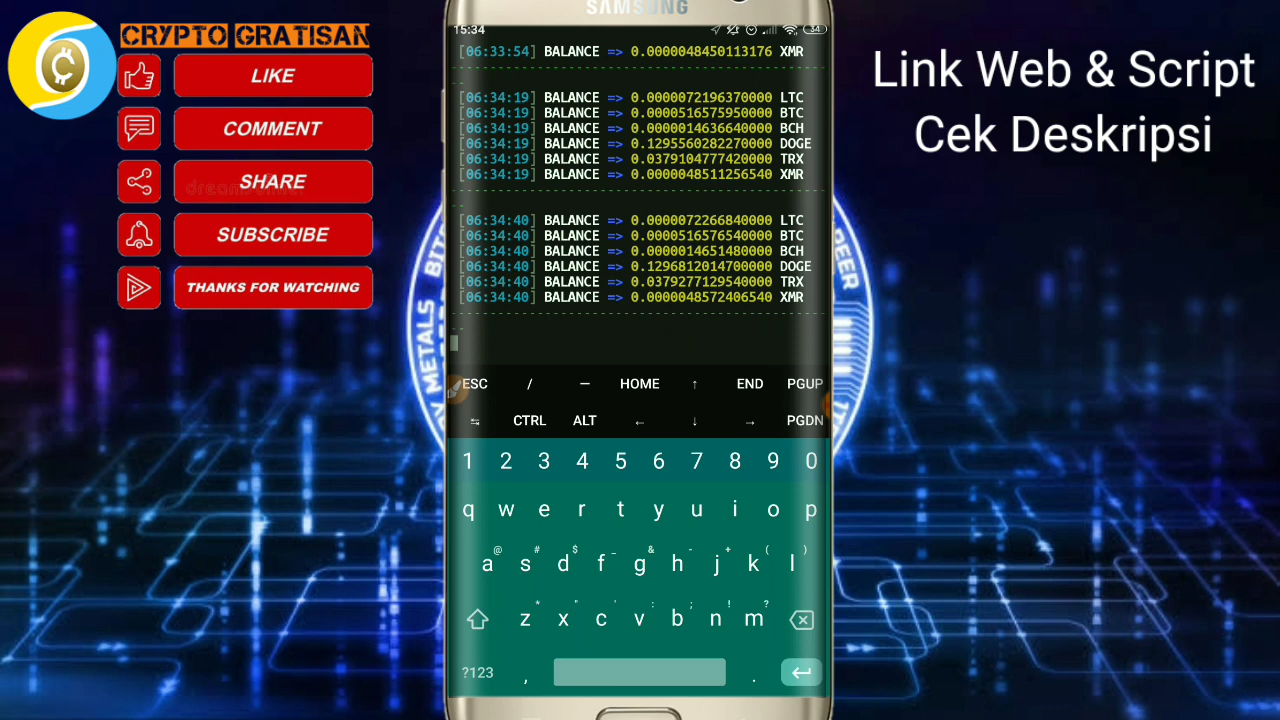 CRYPTO GRATISAN
LIKE
COMMENT
SHARE
SUBSCRIBE
THANKS FOR WATCHING
SAMSUNG
15:34
34
[06:33:54] BALANCE => 0.0000048450113176 XMR
--
[06:34:19] BALANCE => 0.0000072196370000 LTC
[06:34:19] BALANCE => 0.0000516575950000 BTC
[06:34:19] BALANCE => 0.0000014636640000 BCH
[06:34:19] BALANCE => 0.1295560282270000 DOGE
[06:34:19] BALANCE => 0.0379104777420000 TRX
[06:34:19] BALANCE => 0.0000048511256540 XMR
--
[06:34:40] BALANCE => 0.0000072266840000 LTC
[06:34:40] BALANCE => 0.0000516576540000 BTC
[06:34:40] BALANCE => 0.0000014651480000 BCH
[06:34:40] BALANCE => 0.1296812014700000 DOGE
[06:34:40] BALANCE => 0.0379277129540000 TRX
[06:34:40] BALANCE => 0.0000048572406540 XMR
--
ESC / — HOME ↑ END PGUP
↹ CTRL ALT ← ↓ → PGDN
1 2 3 4 5 6 7 8 9 0
q w e r t y u i o p
@ # $ _ & - + ( )
a s d f g h j k l
* " ' : ; ! ?
z x c v b n m
?123 , .
Link Web & Script
Cek Deskripsi
METALS
PEER